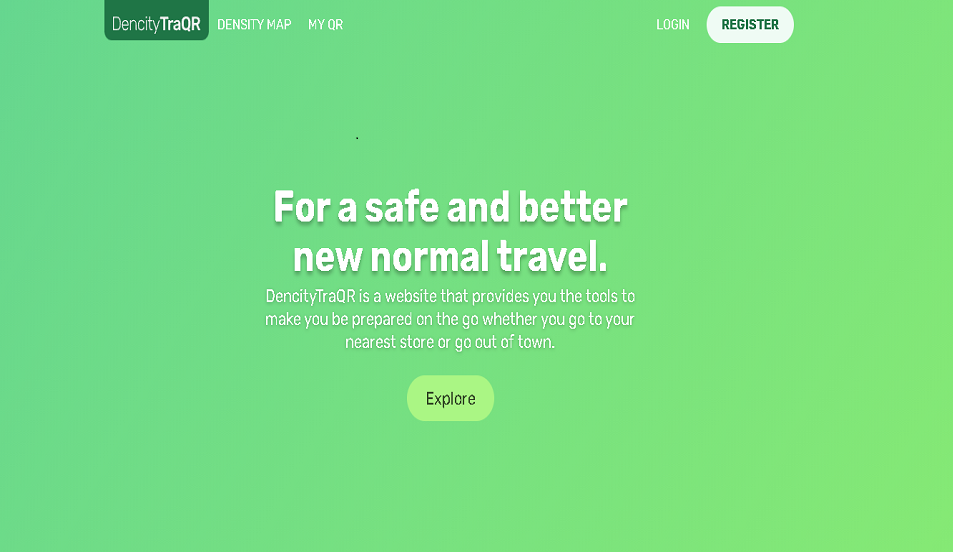 DencityTraQR DENSITY MAP MY QR LOGIN REGISTER
For a safe and better
new normal travel.
DencityTraQR is a website that provides you the tools to
make you be prepared on the go whether you go to your
nearest store or go out of town.
Explore